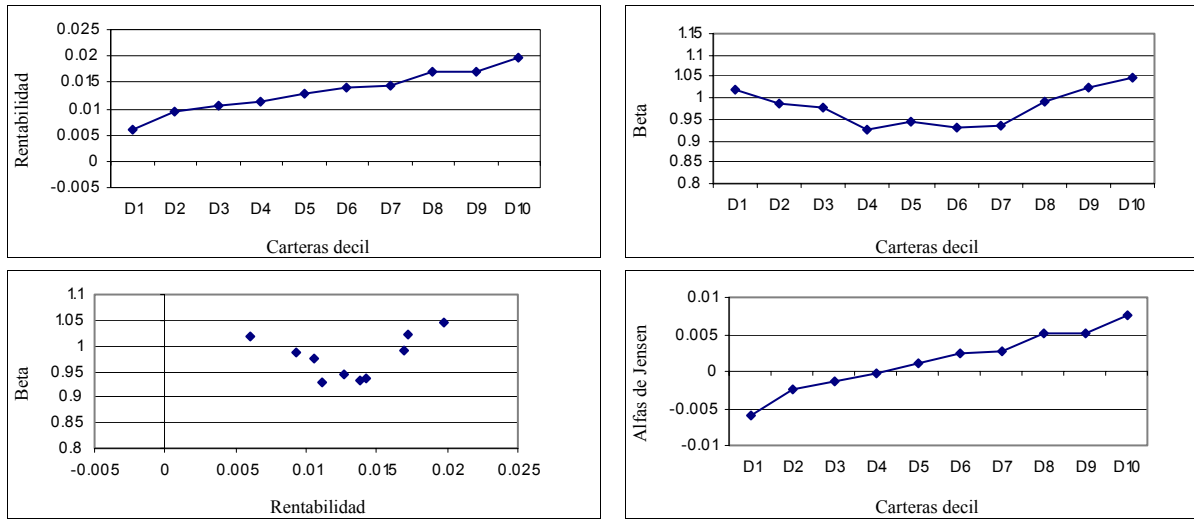 Rentabilidad
0.025
0.02
0.015
0.01
0.005
0
-0.005
D1 D2 D3 D4 D5 D6 D7 D8 D9 D10
Carteras decil
Beta
1.15
1.1
1.05
1
0.95
0.9
0.85
0.8
D1 D2 D3 D4 D5 D6 D7 D8 D9 D10
Carteras decil
Beta
1.1
1.05
1
0.95
0.9
0.85
0.8
-0.005 0 0.005 0.01 0.015 0.02 0.025
Rentabilidad
Alfas de Jensen
0.01
0.005
0
-0.005
-0.01
D1 D2 D3 D4 D5 D6 D7 D8 D9 D10
Carteras decil